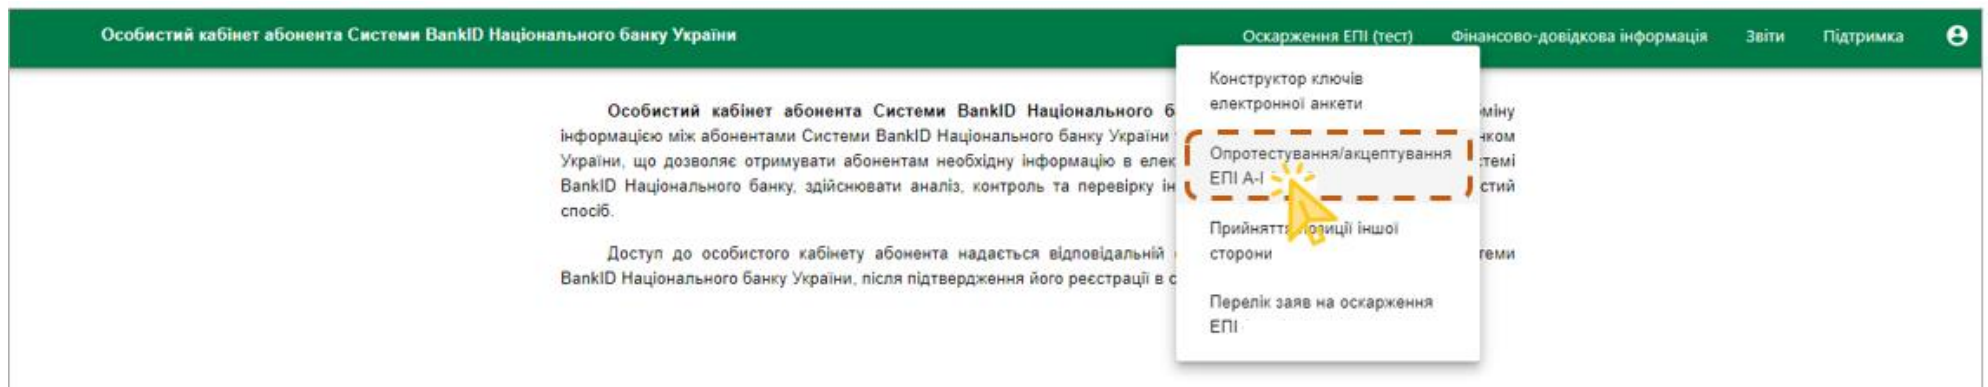 Особистий кабінет абонента Системи BankID Національного банку України
Оскарження ЕПІ (тест) Фінансово-довідкова інформація Звіти Підтримка
Конструктор ключів
електронної анкети
Опротестування/акцептування
ЕПІ А-І
Прийняття позиції іншої
сторони
Перелік заяв на оскарження
ЕПІ
Особистий кабінет абонента Системи BankID Національного
інформацією між абонентами Системи BankID Національного банку України
України, що дозволяє отримувати абонентам необхідну інформацію в
BankID Національного банку, здійснювати аналіз, контроль та перевірку
спосіб.
Доступ до особистого кабінету абонента надається відповідальній
BankID Національного банку України, після підтвердження його реєстрації в